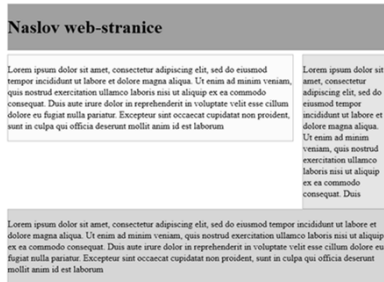 Naslov web-stranice
Lorem ipsum dolor sit amet, consectetur adipiscing elit, sed do eiusmod
tempor incididunt ut labore et dolore magna aliqua. Ut enim ad minim veniam,
quis nostrud exercitation ullamco laboris nisi ut aliquip ex ea commodo
consequat. Duis aute irure dolor in reprehenderit in voluptate velit esse cillum
dolore eu fugiat nulla pariatur. Excepteur sint occaecat cupidatat non proident,
sunt in culpa qui officia deserunt mollit anim id est laborum
Lorem ipsum dolor sit
amet, consectetur
adipiscing elit, sed do
eiusmod tempor
incididunt ut labore et
dolore magna aliqua.
Ut enim ad minim
veniam, quis nostrud
exercitation ullamco
laboris nisi ut aliquip
ex ea commodo
consequat. Duis
Lorem ipsum dolor sit amet, consectetur adipiscing elit, sed do eiusmod tempor incididunt ut labore et
dolore magna aliqua. Ut enim ad minim veniam, quis nostrud exercitation ullamco laboris nisi ut aliquip
ex ea commodo consequat. Duis aute irure dolor in reprehenderit in voluptate velit esse cillum dolore eu
fugiat nulla pariatur. Excepteur sint occaecat cupidatat non proident, sunt in culpa qui officia deserunt
mollit anim id est laborum